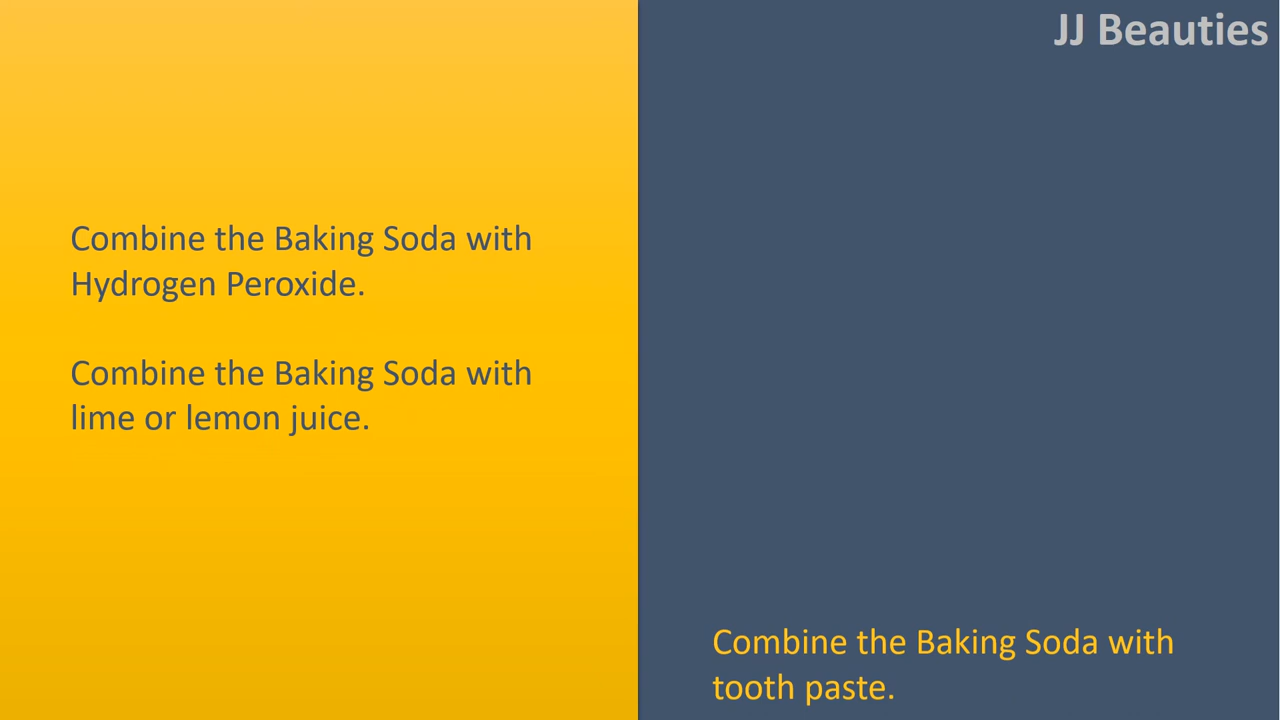 JJ Beauties
Combine the Baking Soda with
Hydrogen Peroxide.
Combine the Baking Soda with
lime or lemon juice.
Combine the Baking Soda with
tooth paste.